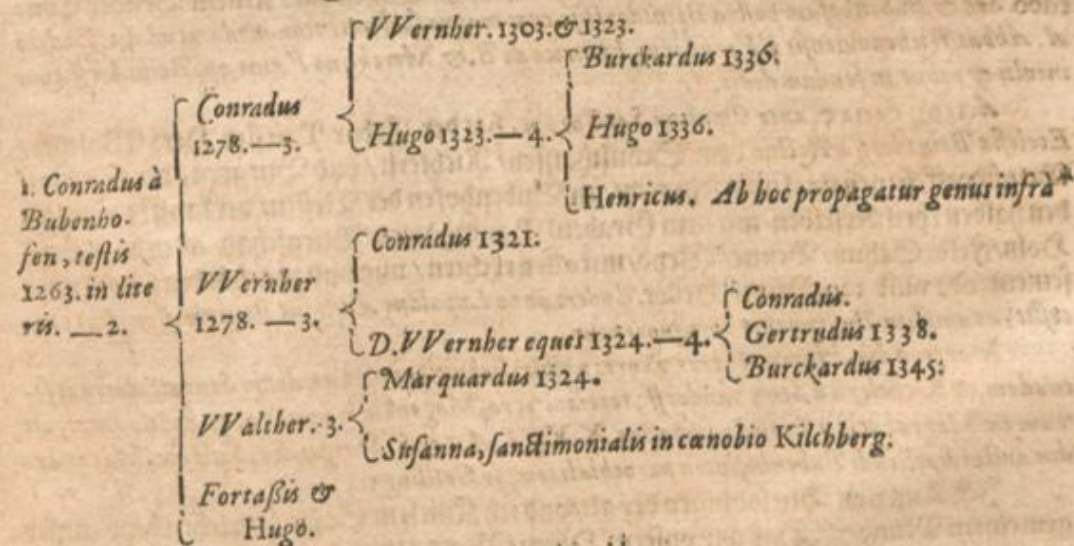 VVernher. 1303. & 1323.
Burckardus 1336.
Conradus
1278.—3.
Hugo 1323.—4.
Hugo 1336.
Henricus. Ab hoc propagatur genus infra*
1. Conradus à
Bubenho-
fen, testis
1263. in lite
ris. —2.
Conradus 1321.
VVernher
1278.—3.
D. VVernher eques 1324.—4.
Conradus.
Gertrudus 1338.
Burckardus 1345.
Marquardus 1324.
VValther.-3.
Susanna, sanctimonialis in cœnobio Kilchberg.
Fortaßis &
Hugo.